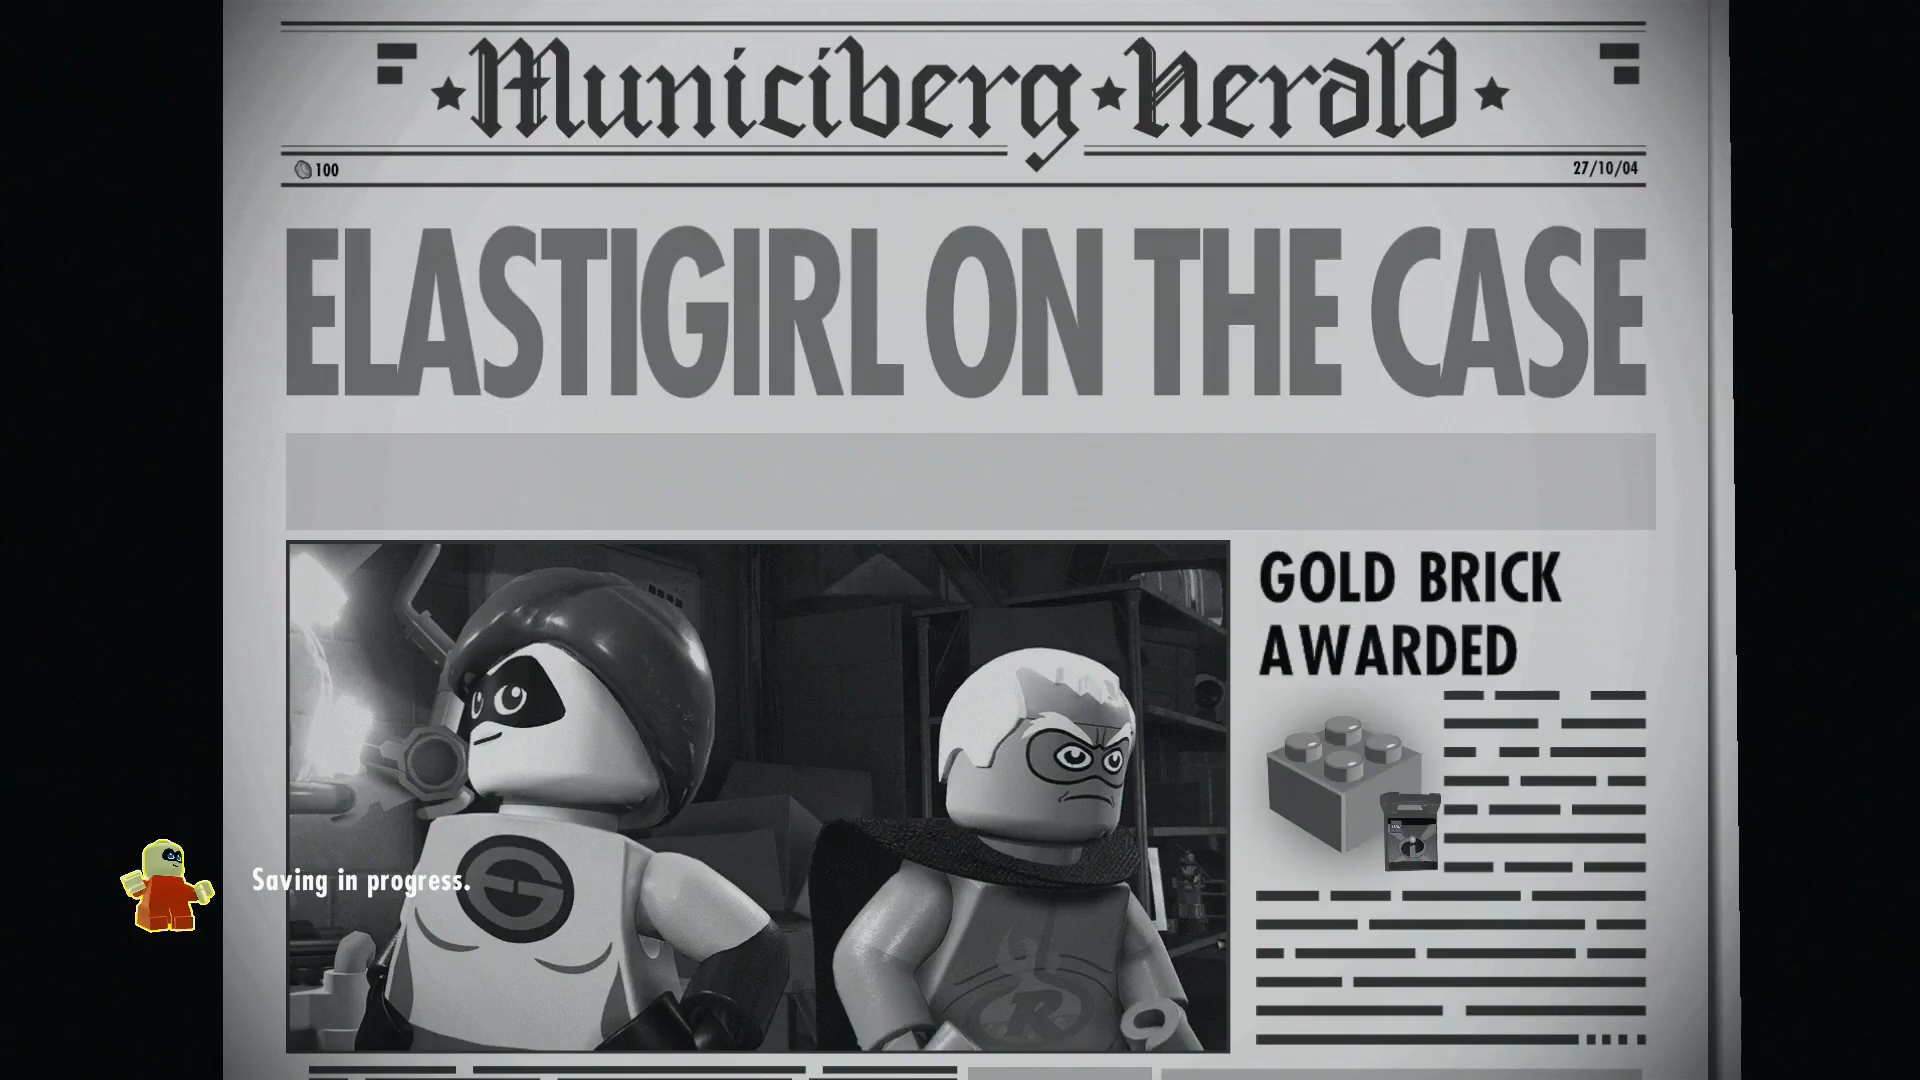 Municiberg Herald
100
27/10/04
ELASTIGIRL ON THE CASE
GOLD BRICK
AWARDED
Saving in progress.
R